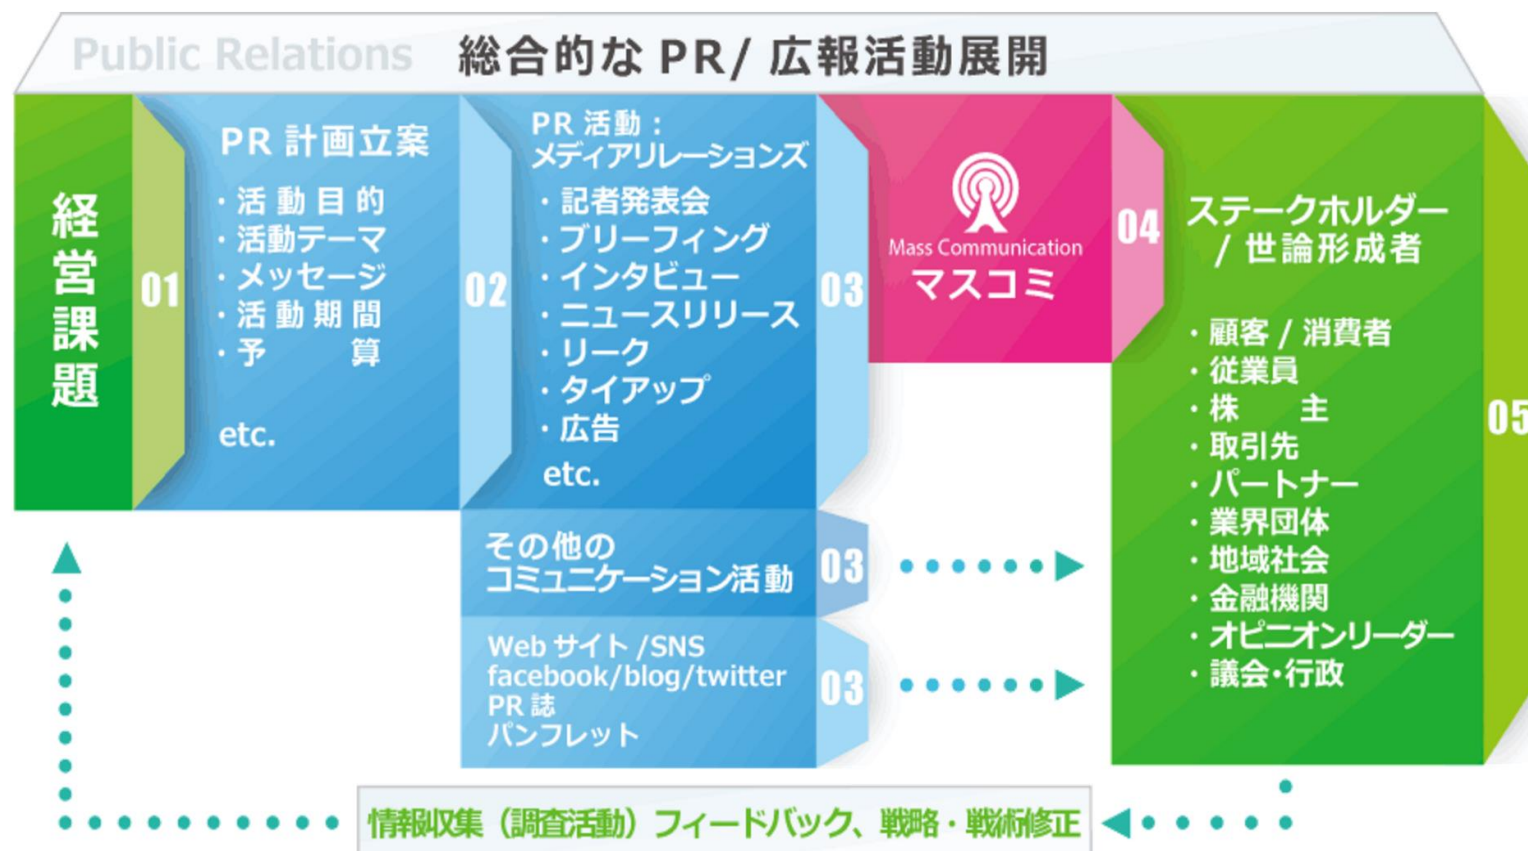 Public Relations 総合的な PR/ 広報活動展開
経営課題
01
PR 計画立案
・活動目的
・活動テーマ
・メッセージ
・活動期間
・予 算
etc.
02
PR 活動：
メディアリレーションズ
・記者発表会
・ブリーフィング
・インタビュー
・ニュースリリース
・リーク
・タイアップ
・広告
etc.
03
その他の
コミュニケーション活動
03
Web サイト /SNS
facebook/blog/twitter
PR 誌
パンフレット
03
Mass Communication
マスコミ
04
ステークホルダー
/ 世論形成者
・顧客 / 消費者
・従業員
・株 主
・取引先
・パートナー
・業界団体
・地域社会
・金融機関
・オピニオンリーダー
・議会・行政
05
情報収集（調査活動）フィードバック、戦略・戦術修正